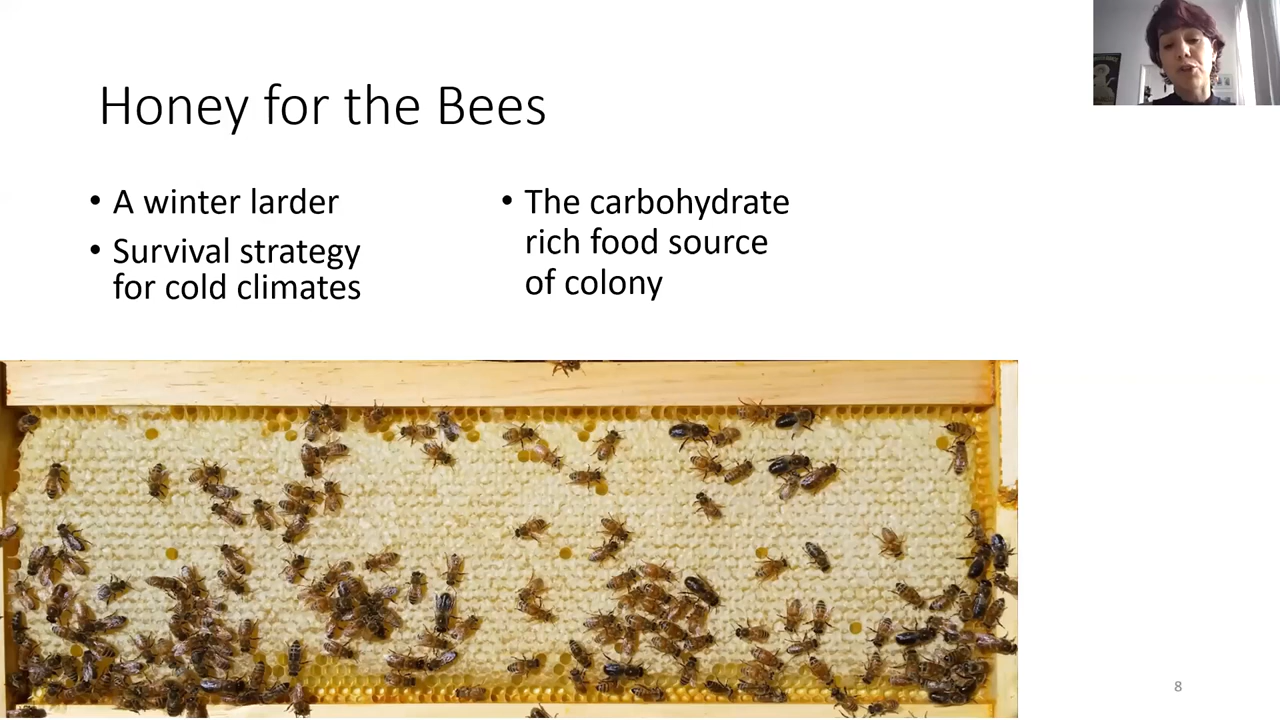 Honey for the Bees
• A winter larder
• Survival strategy
for cold climates
• The carbohydrate
rich food source
of colony
8